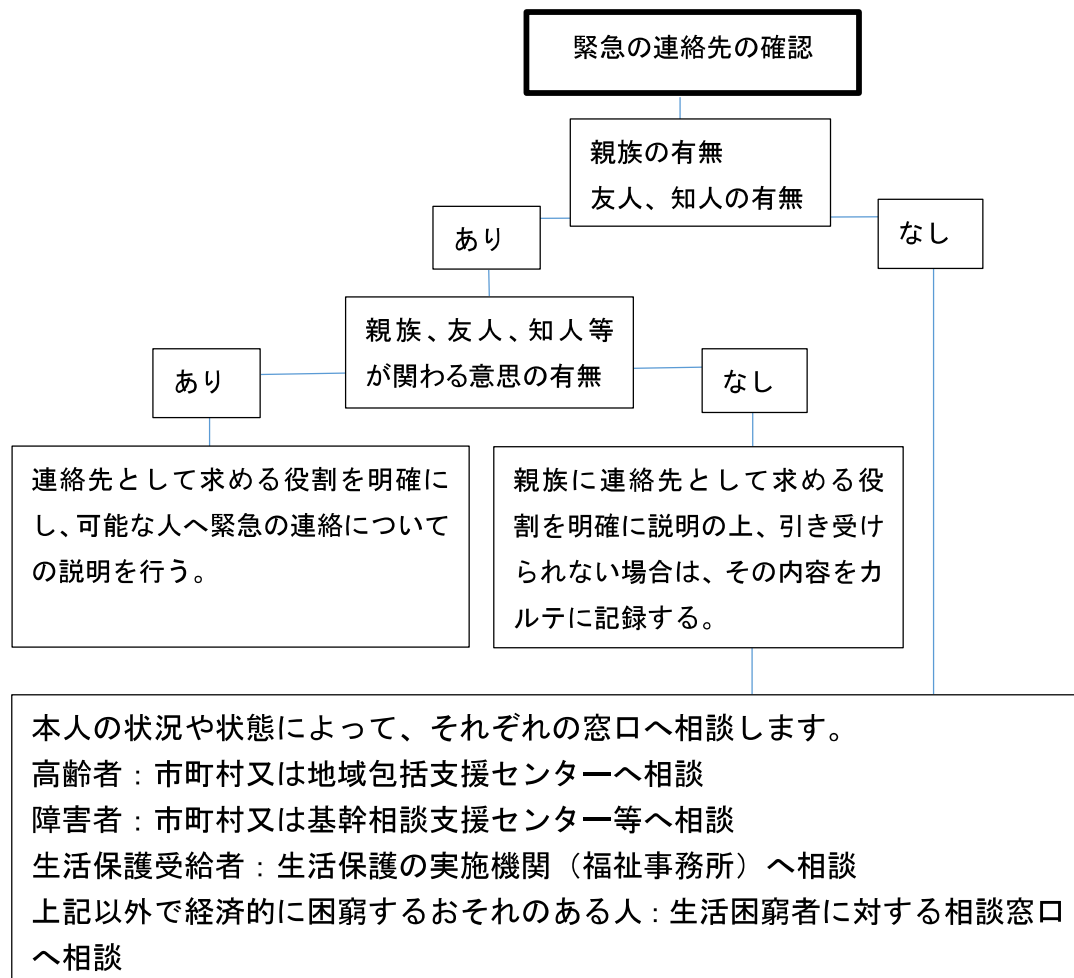 緊急の連絡先の確認
親族の有無
友人、知人の有無
あり
なし
親族、友人、知人等
が関わる意思の有無
あり
なし
連絡先として求める役割を明確に
し、可能な人へ緊急の連絡について
の説明を行う。
親族に連絡先として求める役
割を明確に説明の上、引き受け
られない場合は、その内容をカ
ルテに記録する。
本人の状況や状態によって、それぞれの窓口へ相談します。
高齢者：市町村又は地域包括支援センターへ相談
障害者：市町村又は基幹相談支援センター等へ相談
生活保護受給者：生活保護の実施機関（福祉事務所）へ相談
上記以外で経済的に困窮するおそれのある人：生活困窮者に対する相談窓口
へ相談